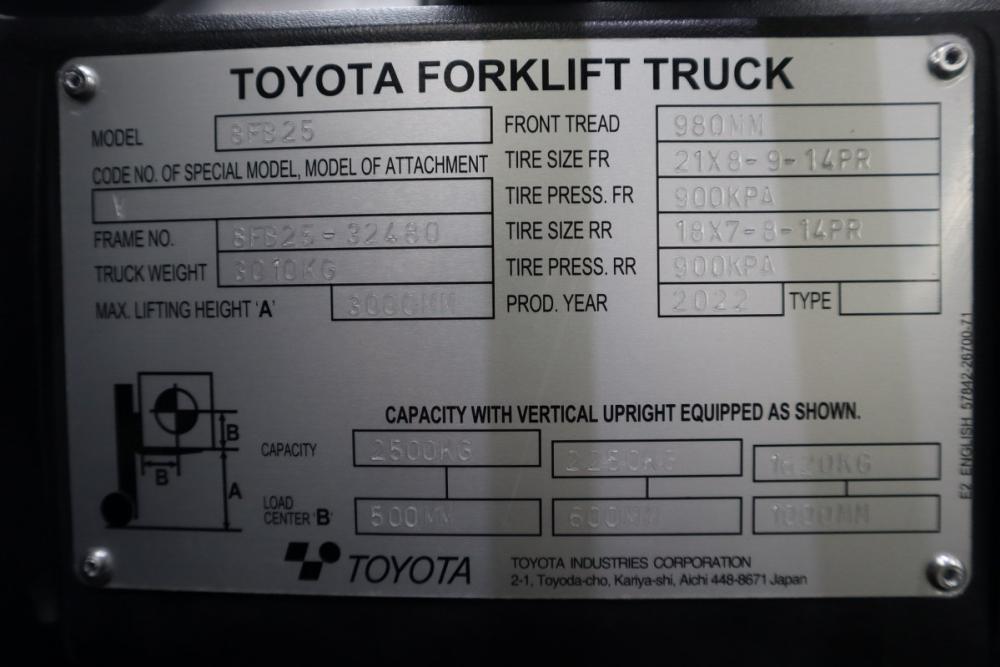 TOYOTA FORKLIFT TRUCK
MODEL 8FB25
CODE NO. OF SPECIAL MODEL, MODEL OF ATTACHMENT
V
FRAME NO. 8FB25-32480
TRUCK WEIGHT 3010KG
MAX. LIFTING HEIGHT 'A' 3000MM
FRONT TREAD 980MM
TIRE SIZE FR 21X8-9-14PR
TIRE PRESS. FR 900KPA
TIRE SIZE RR 18X7-8-14PR
TIRE PRESS. RR 900KPA
PROD. YEAR 2022 TYPE
CAPACITY WITH VERTICAL UPRIGHT EQUIPPED AS SHOWN.
B
B
A
CAPACITY 2500KG 2250KG
LOAD CENTER 'B' 500MM 600MM 1000MM
TOYOTA
TOYOTA INDUSTRIES CORPORATION
2-1, Toyoda-cho, Kariya-shi, Aichi 448-8671 Japan
E2 ENGLISH 57842-26700-71